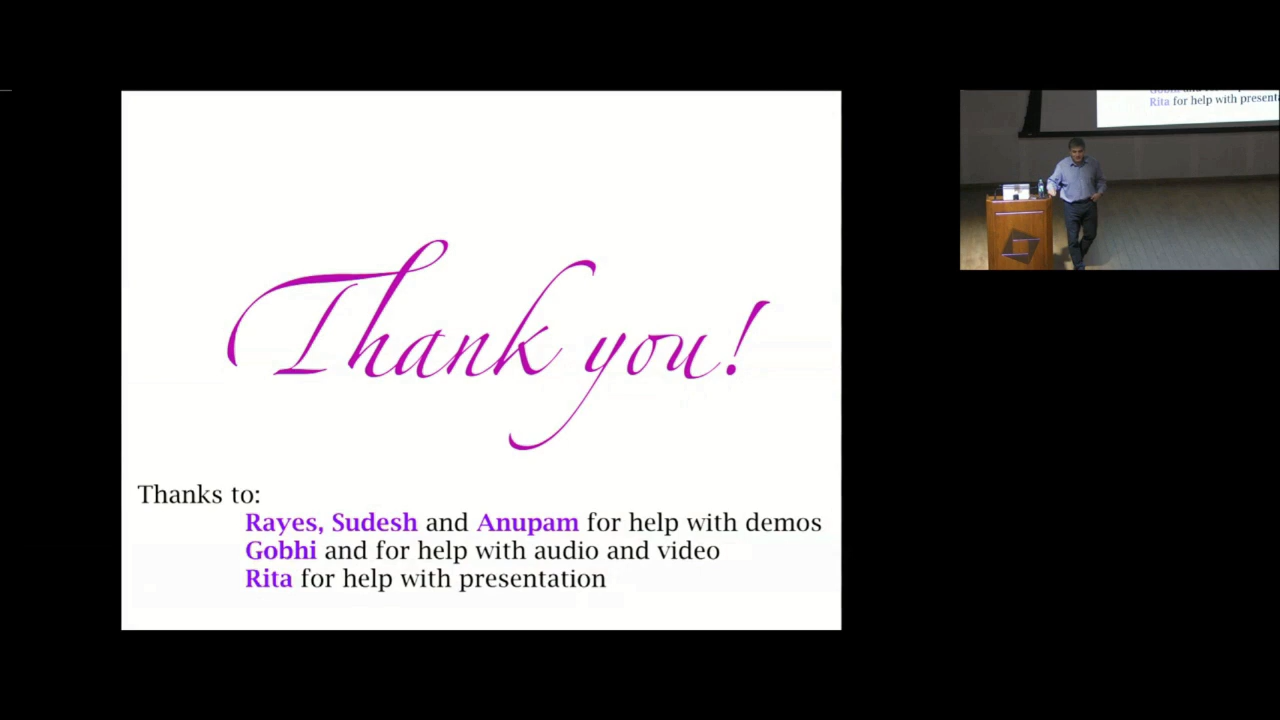 Thank you!
Thanks to:
Rayes, Sudesh and Anupam for help with demos
Gobhi and for help with audio and video
Rita for help with presentation
Rita for help with present